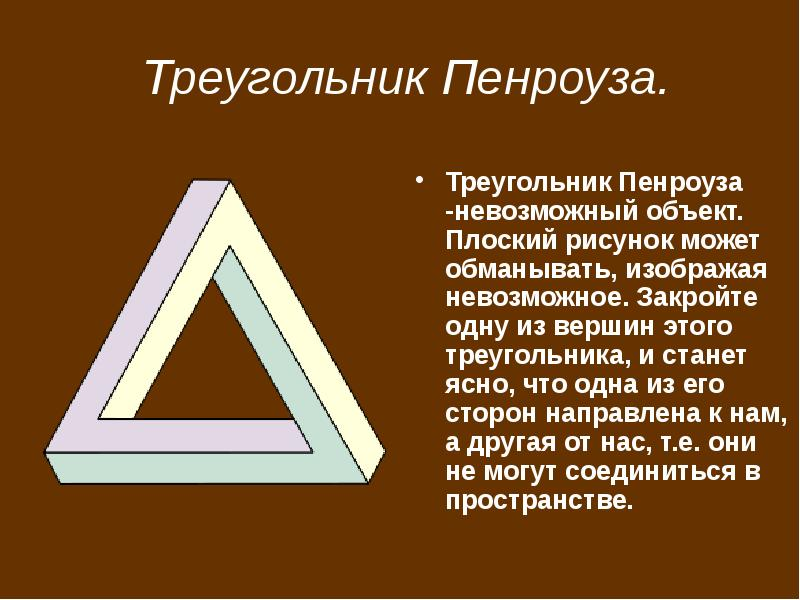 Треугольник Пенроуза.
• Треугольник Пенроуза
-невозможный объект.
Плоский рисунок может
обманывать, изображая
невозможное. Закройте
одну из вершин этого
треугольника, и станет
ясно, что одна из его
сторон направлена к нам,
а другая от нас, т.е. они
не могут соединиться в
пространстве.